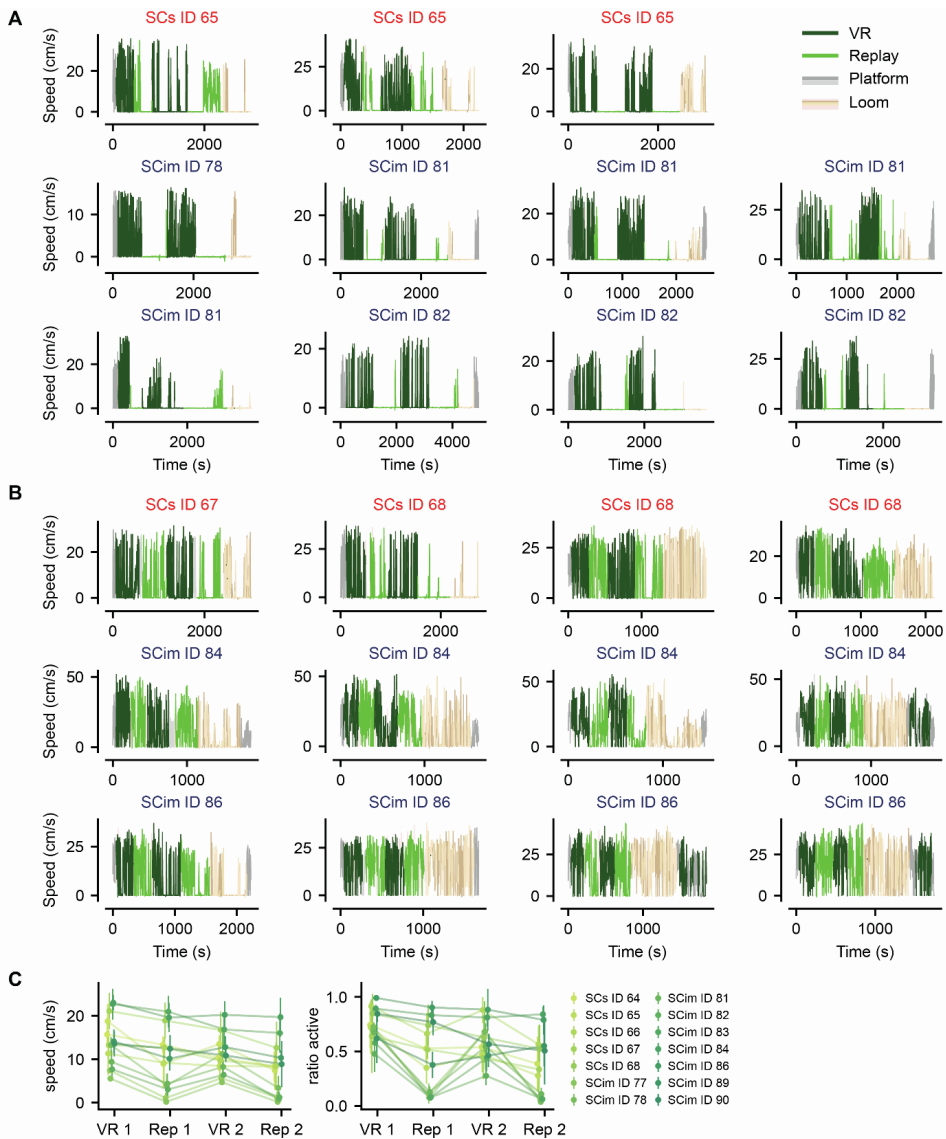 A
SCs ID 65
SCs ID 65
SCs ID 65
VR
Replay
Platform
Loom
Speed (cm/s)
20
0
0
2000
25
0
0
1000
2000
20
0
0
2000
SCim ID 78
SCim ID 81
SCim ID 81
SCim ID 81
Speed (cm/s)
10
0
0
2000
20
0
0
2000
20
0
0
1000
2000
25
0
0
1000
2000
SCim ID 81
SCim ID 82
SCim ID 82
SCim ID 82
Speed (cm/s)
20
0
0
2000
20
0
0
2000
4000
20
0
0
2000
25
0
0
2000
Time (s)
Time (s)
Time (s)
Time (s)
B
SCs ID 67
SCs ID 68
SCs ID 68
SCs ID 68
Speed (cm/s)
20
0
0
2000
25
0
0
2000
25
0
0
1000
20
0
0
1000
2000
SCim ID 84
SCim ID 84
SCim ID 84
SCim ID 84
Speed (cm/s)
50
25
0
0
1000
50
0
0
1000
50
25
0
0
1000
50
0
0
1000
SCim ID 86
SCim ID 86
SCim ID 86
SCim ID 86
Speed (cm/s)
25
0
0
1000
2000
25
0
0
1000
25
0
0
1000
25
0
0
1000
Time (s)
Time (s)
Time (s)
Time (s)
C
speed (cm/s)
20
10
0
VR 1 Rep 1 VR 2 Rep 2
ratio active
1.0
0.5
0.0
VR 1 Rep 1 VR 2 Rep 2
SCs ID 64
SCs ID 65
SCs ID 66
SCs ID 67
SCs ID 68
SCim ID 77
SCim ID 78
SCim ID 81
SCim ID 82
SCim ID 83
SCim ID 84
SCim ID 86
SCim ID 89
SCim ID 90